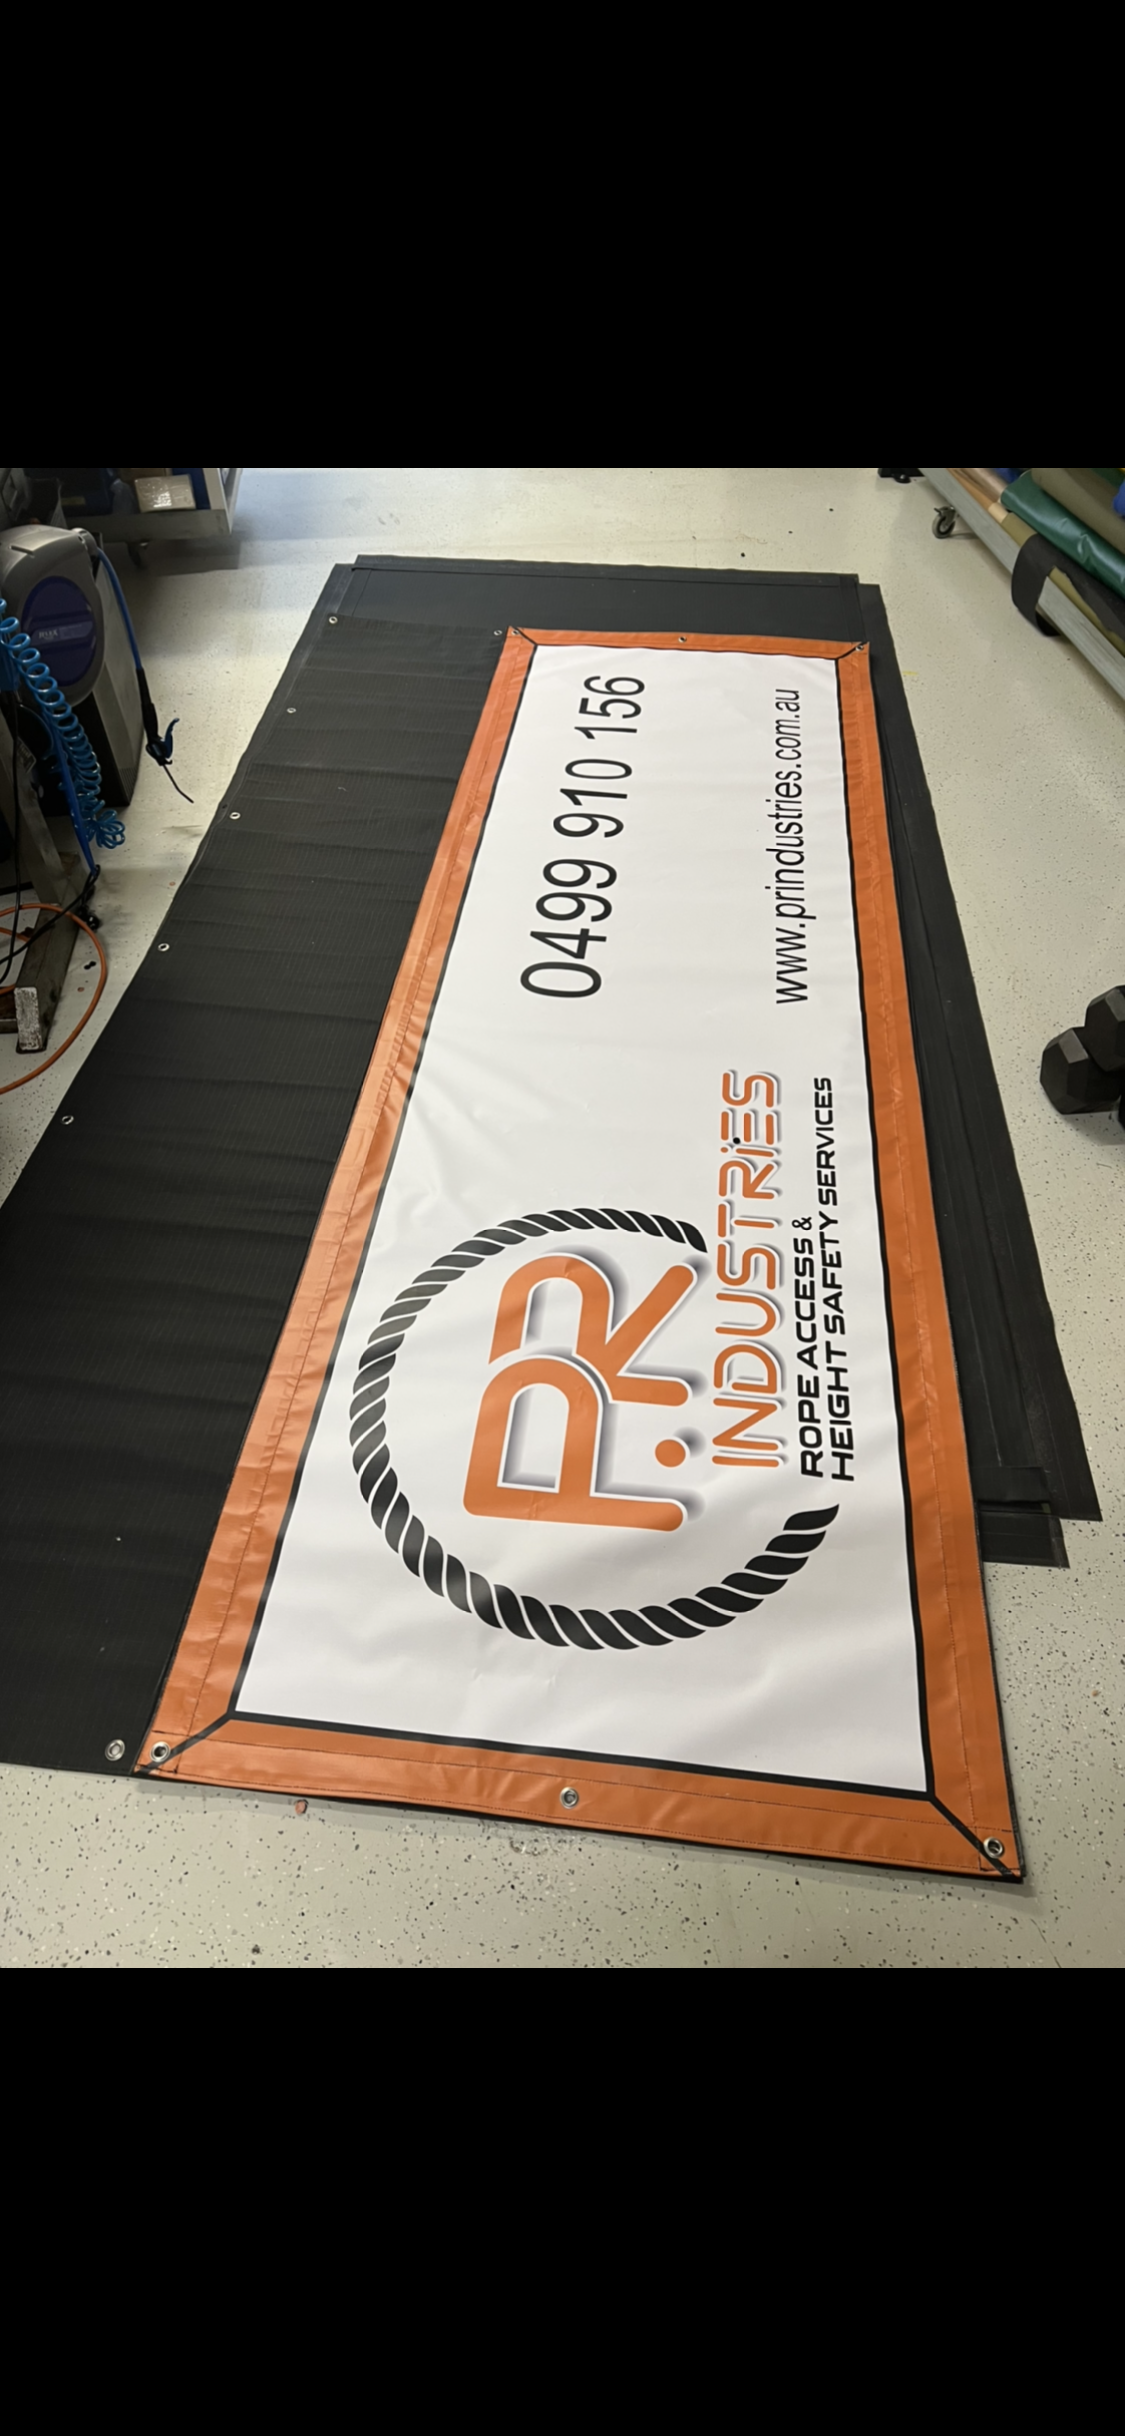 P.R.
INDUSTRIES
ROPE ACCESS &
HEIGHT SAFETY SERVICES
0499 910 156
www.prindustries.com.au